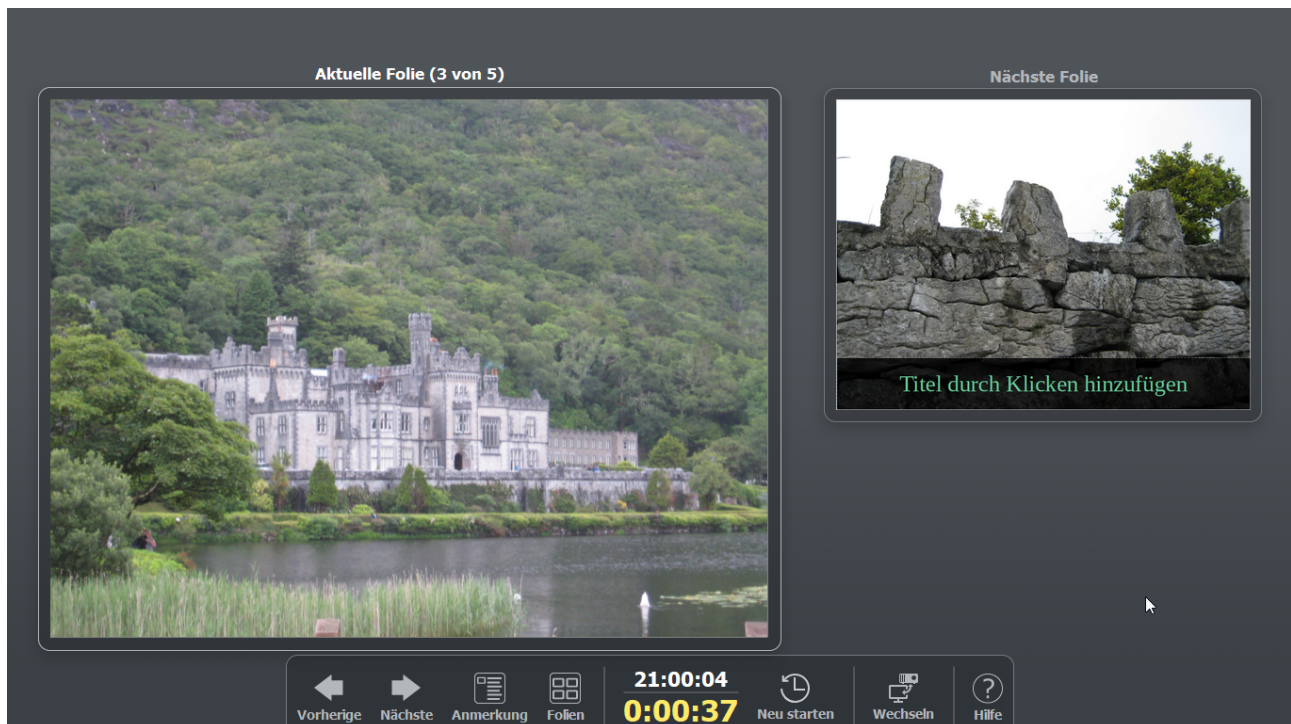 Aktuelle Folie (3 von 5)
Nächste Folie
Titel durch Klicken hinzufügen
Vorherige
Nächste
Anmerkung
Folien
21:00:04
0:00:37
Neu starten
Wechseln
Hilfe